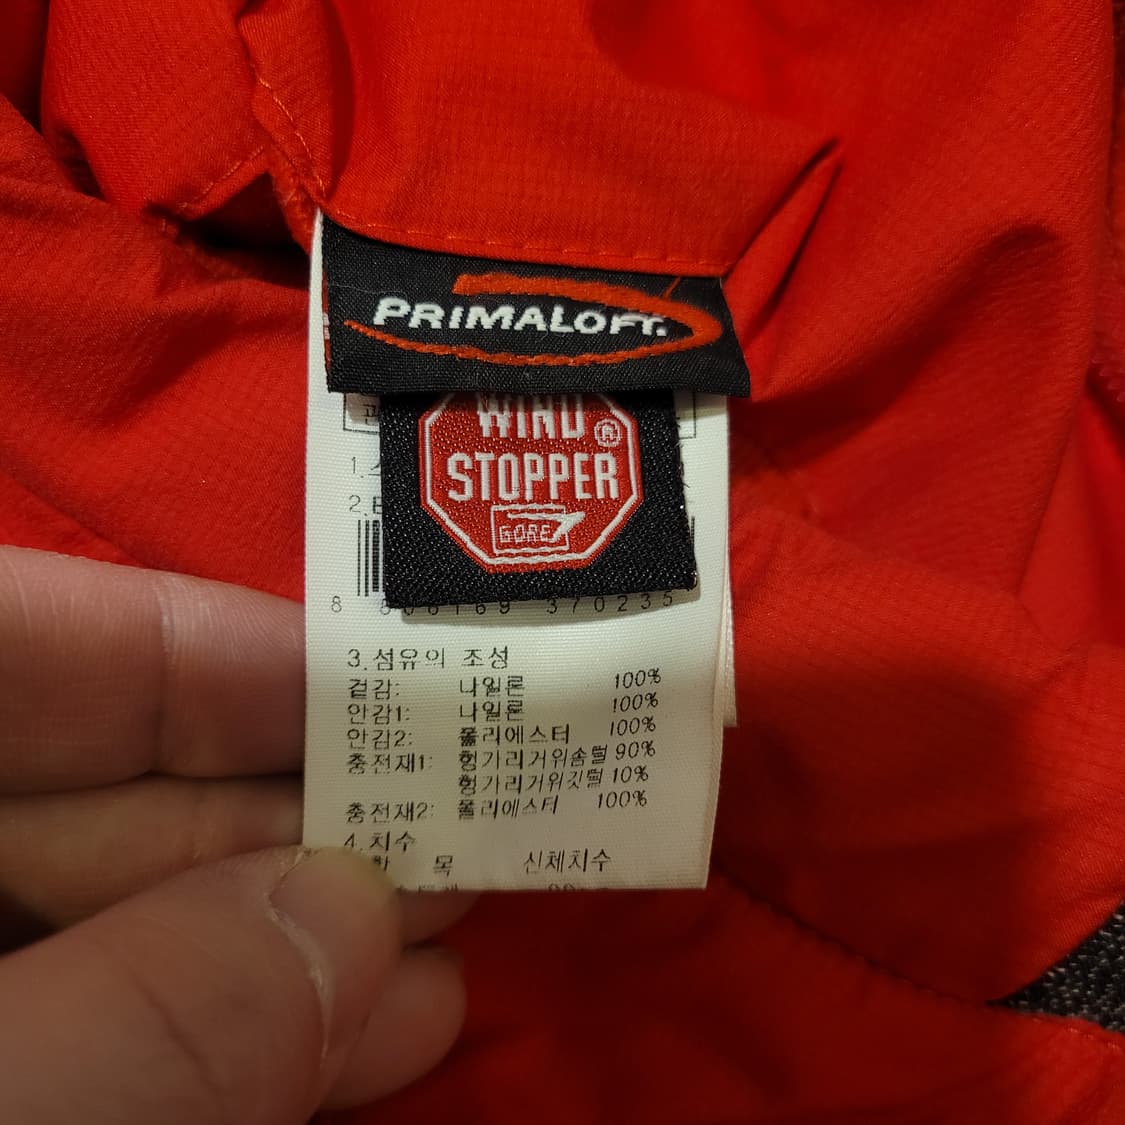 PRIMALOFT.
WIND
STOPPER®
GORE
1.
2.
3.섬유의 조성
겉감: 나일론 100%
안감1: 나일론 100%
안감2: 폴리에스터 100%
충전재1: 헝가리거위솜털 90%
헝가리거위깃털 10%
충전재2: 폴리에스터 100%
4.치수
목 신체치수